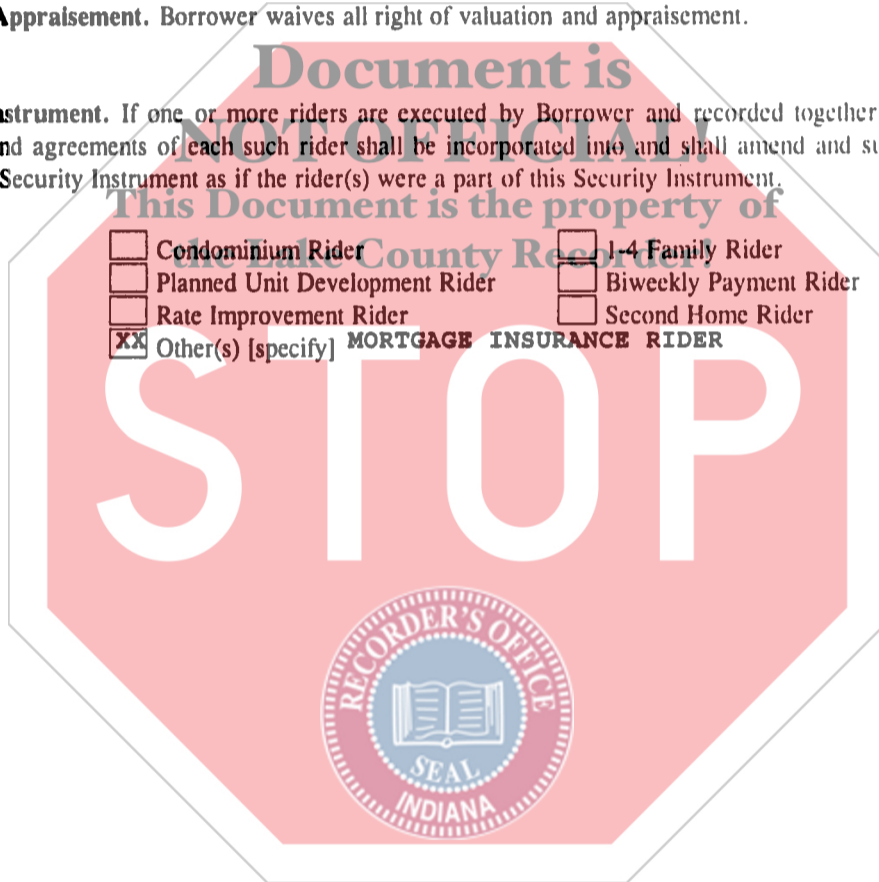 Appraisement. Borrower waives all right of valuation and appraisement.
Document is
strument. If one or more riders are executed by Borrower and recorded together
NOT OFFICIAL!
nd agreements of each such rider shall be incorporated into and shall amend and su
Security Instrument as if the rider(s) were a part of this Security Instrument.
This Document is the property of
the Lake County Recorder!
Condominium Rider 1-4 Family Rider
Planned Unit Development Rider Biweekly Payment Rider
Rate Improvement Rider Second Home Rider
XX Other(s) [specify] MORTGAGE INSURANCE RIDER
STOP
RECORDER'S OFFICE
SEAL
INDIANA